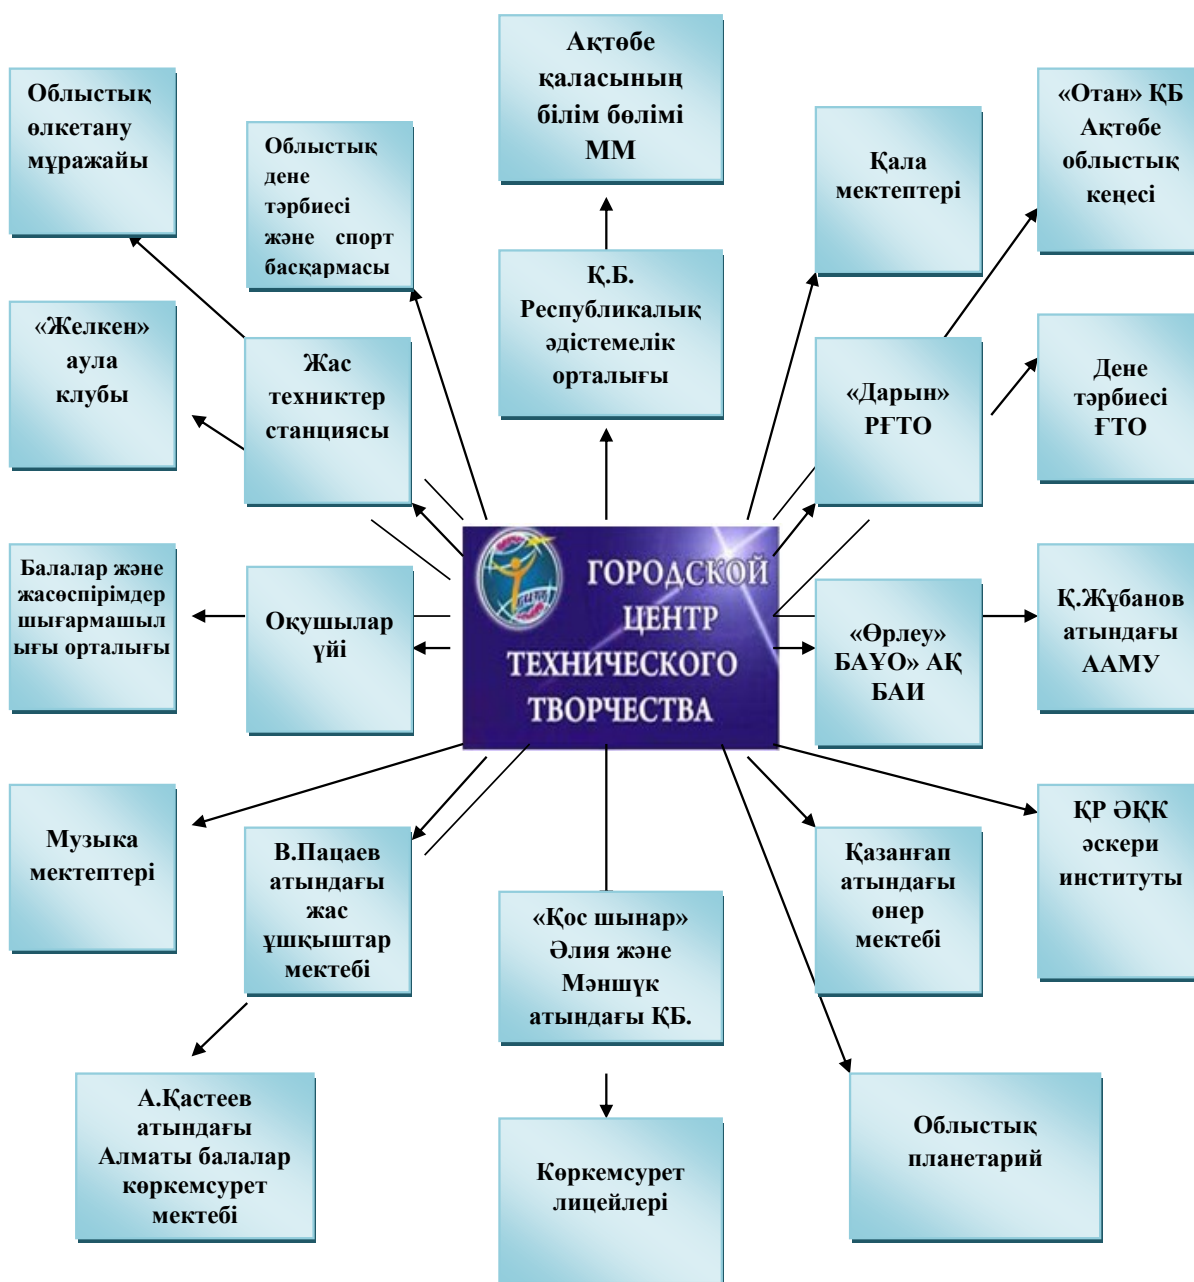 Ақтөбе
қаласының
білім бөлімі
ММ
Облыстық
өлкетану
мұражайы
«Отан» ҚБ
Ақтөбе
облыстық
кеңесі
Облыстық
дене
тәрбиесі
және спорт
басқармасы
Қала
мектептері
Қ.Б.
Республикалық
әдістемелік
орталығы
«Желкен»
аула
клубы
Жас
техниктер
станциясы
«Дарын»
РҒТО
Дене
тәрбиесі
ҒТО
Балалар және
жасөспірімдер
шығармашыл
ығы орталығы
Оқушылар
үйі
ГОРОДСКОЙ
ЦЕНТР
ТЕХНИЧЕСКОГО
ТВОРЧЕСТВА
«Өрлеу»
БАҰО» АҚ
БАИ
Қ.Жұбанов
атындағы
ААМУ
Музыка
мектептері
В.Пацаев
атындағы
жас
ұшқыштар
мектебі
«Қос шынар»
Әлия және
Мәншүк
атындағы ҚБ.
Қазанғап
атындағы
өнер
мектебі
ҚР ӘҚК
әскери
институты
А.Қастеев
атындағы
Алматы балалар
көркемсурет
мектебі
Көркемсурет
лицейлері
Облыстық
планетарий